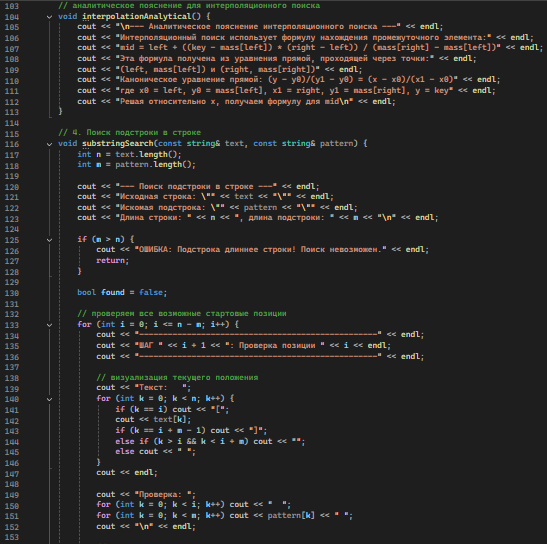 103 // аналитическое пояснение для интерполяционного поиска
104 void interpolationAnalytical() {
105 cout << "\n--- Аналитическое пояснение интерполяционного поиска ---" << endl;
106 cout << "Интерполяционный поиск использует формулу нахождения промежуточного элемента:" << endl;
107 cout << "mid = left + ((key - mass[left]) * (right - left)) / (mass[right] - mass[left])" << endl;
108 cout << "Эта формула получена из уравнения прямой, проходящей через точки:" << endl;
109 cout << "(left, mass[left]) и (right, mass[right])" << endl;
110 cout << "Каноническое уравнение прямой: (y - y0)/(y1 - y0) = (x - x0)/(x1 - x0)" << endl;
111 cout << "где x0 = left, y0 = mass[left], x1 = right, y1 = mass[right], y = key" << endl;
112 cout << "Решая относительно x, получаем формулу для mid\n" << endl;
113 }
114
115 // 4. Поиск подстроки в строке
116 void substringSearch(const string& text, const string& pattern) {
117 int n = text.length();
118 int m = pattern.length();
119
120 cout << "--- Поиск подстроки в строке ---" << endl;
121 cout << "Исходная строка: \"" << text << "\"" << endl;
122 cout << "Искомая подстрока: \"" << pattern << "\"" << endl;
123 cout << "Длина строки: " << n << ", длина подстроки: " << m << "\n" << endl;
124
125 if (m > n) {
126 cout << "ОШИБКА: Подстрока длиннее строки! Поиск невозможен." << endl;
127 return;
128 }
129
130 bool found = false;
131
132 // проверяем все возможные стартовые позиции
133 for (int i = 0; i <= n - m; i++) {
134 cout << "--------------------------------------------------" << endl;
135 cout << "ШАГ " << i + 1 << ": Проверка позиции " << i << endl;
136 cout << "--------------------------------------------------" << endl;
137
138 // визуализация текущего положения
139 cout << "Текст:   ";
140 for (int k = 0; k < n; k++) {
141 if (k == i) cout << "[";
142 cout << text[k];
143 if (k == i + m - 1) cout << "]";
144 else if (k > i && k < i + m) cout << "";
145 else cout << " ";
146 }
147 cout << endl;
148
149 cout << "Проверка: ";
150 for (int k = 0; k < i; k++) cout << "  ";
151 for (int k = 0; k < m; k++) cout << pattern[k] << " ";
152 cout << "\n" << endl;
153